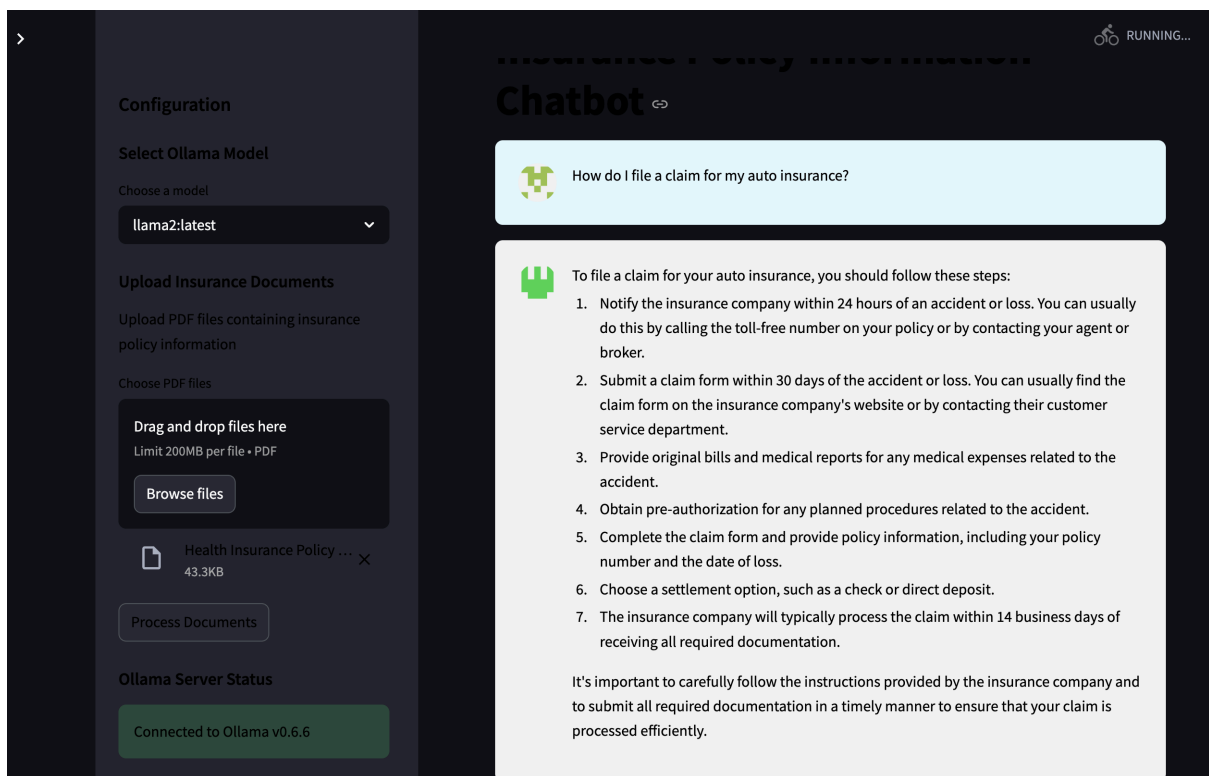 RUNNING...
Configuration
Select Ollama Model
Choose a model
llama2:latest
Upload Insurance Documents
Upload PDF files containing insurance
policy information
Choose PDF files
Drag and drop files here
Limit 200MB per file • PDF
Browse files
Health Insurance Policy ...
43.3KB
Process Documents
Ollama Server Status
Connected to Ollama v0.6.6
Insurance Policy Information
Chatbot
How do I file a claim for my auto insurance?
To file a claim for your auto insurance, you should follow these steps:
1. Notify the insurance company within 24 hours of an accident or loss. You can usually
do this by calling the toll-free number on your policy or by contacting your agent or
broker.
2. Submit a claim form within 30 days of the accident or loss. You can usually find the
claim form on the insurance company's website or by contacting their customer
service department.
3. Provide original bills and medical reports for any medical expenses related to the
accident.
4. Obtain pre-authorization for any planned procedures related to the accident.
5. Complete the claim form and provide policy information, including your policy
number and the date of loss.
6. Choose a settlement option, such as a check or direct deposit.
7. The insurance company will typically process the claim within 14 business days of
receiving all required documentation.
It's important to carefully follow the instructions provided by the insurance company and
to submit all required documentation in a timely manner to ensure that your claim is
processed efficiently.